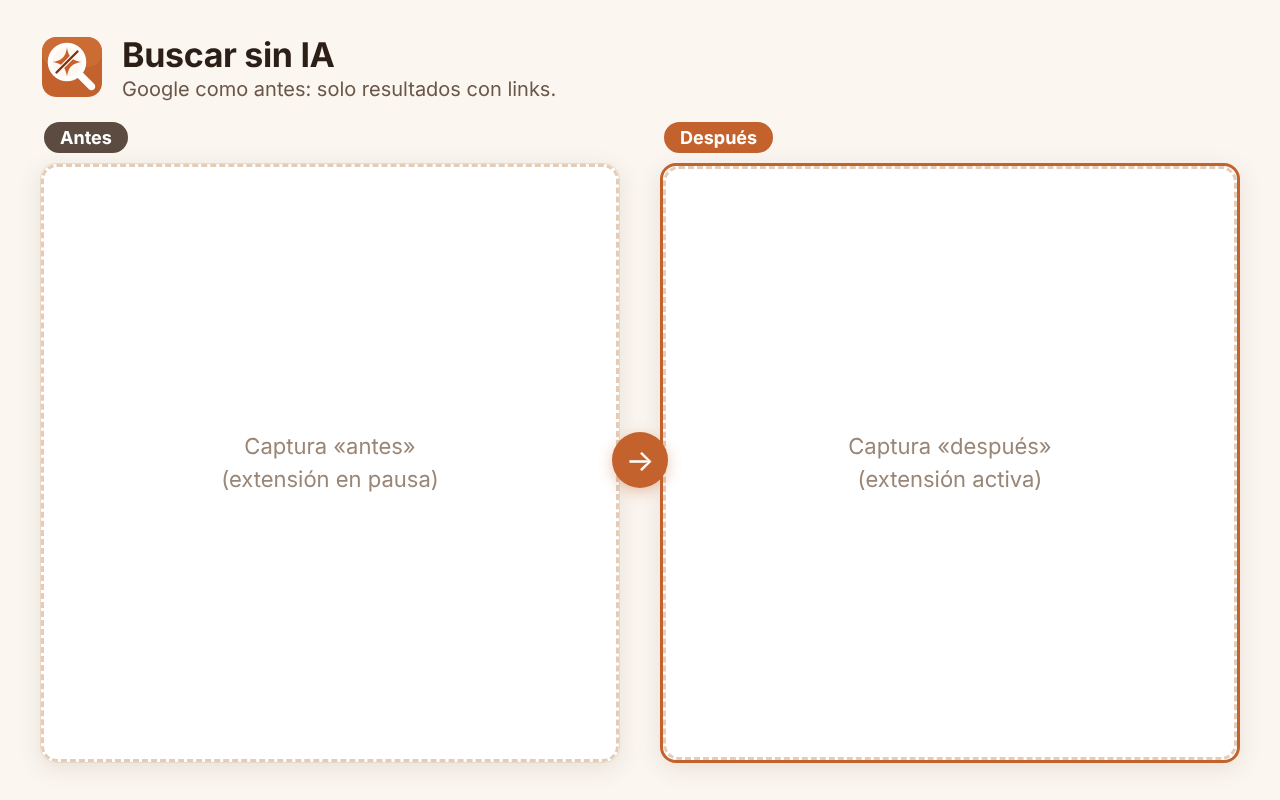 Buscar sin IA
Google como antes: solo resultados con links.
Antes
Después
Captura «antes»
(extensión en pausa)
→
Captura «después»
(extensión activa)